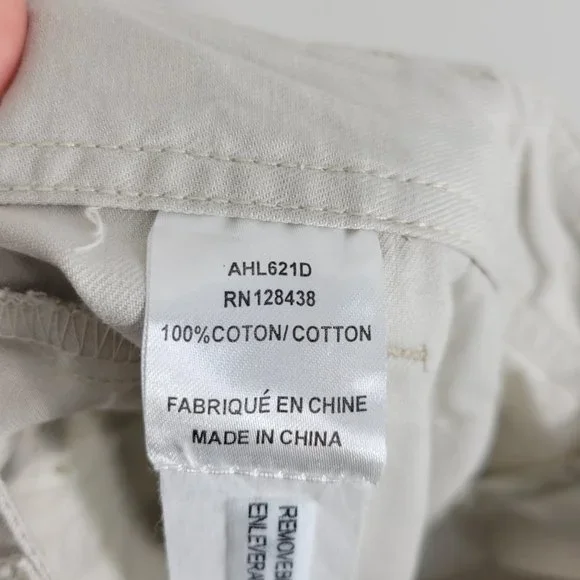 AHL621D
RN128438
100%COTON/COTTON
FABRIQUÉ EN CHINE
MADE IN CHINA